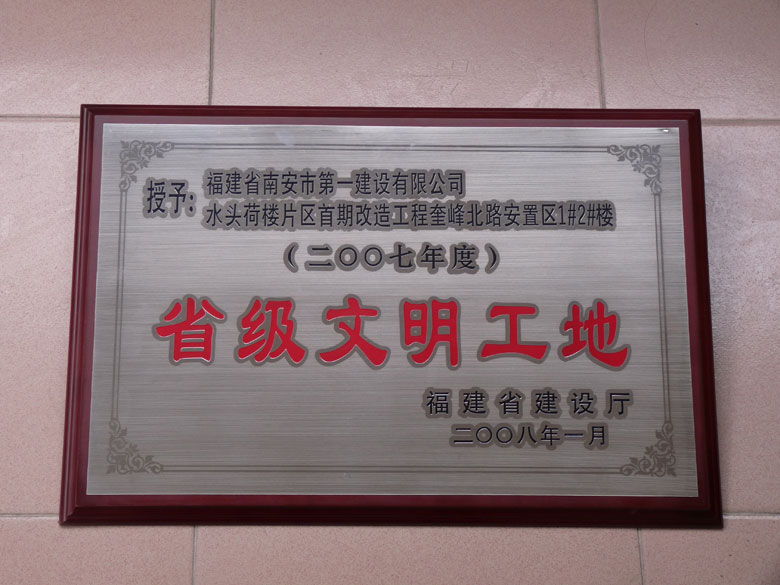 授予:
福建省南安市第一建设有限公司
水头荷楼片区首期改造工程奎峰北路安置区1#2#楼
（二〇〇七年度）
省级文明工地
福建省建设厅
二〇〇八年一月